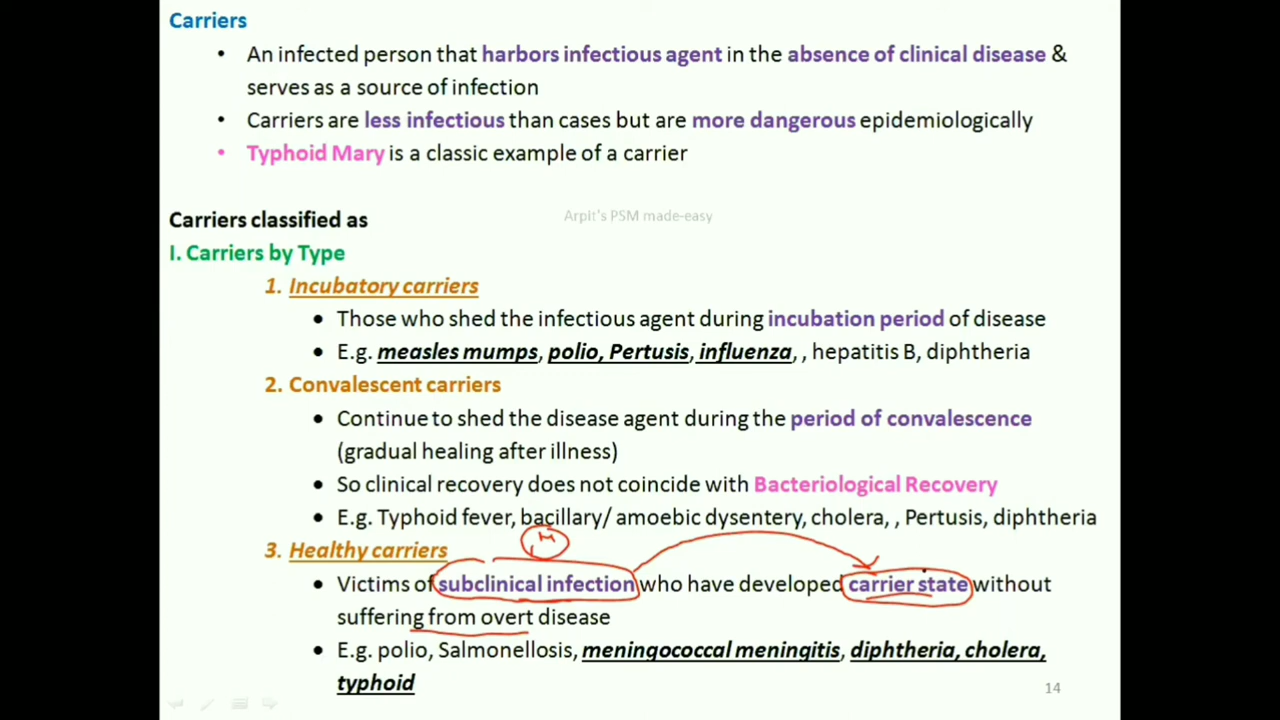 Carriers
• An infected person that harbors infectious agent in the absence of clinical disease &
serves as a source of infection
• Carriers are less infectious than cases but are more dangerous epidemiologically
• Typhoid Mary is a classic example of a carrier
Carriers classified as
Arpit's PSM made-easy
I. Carriers by Type
1. Incubatory carriers
• Those who shed the infectious agent during incubation period of disease
• E.g. measles mumps, polio, Pertusis, influenza, , hepatitis B, diphtheria
2. Convalescent carriers
• Continue to shed the disease agent during the period of convalescence
(gradual healing after illness)
• So clinical recovery does not coincide with Bacteriological Recovery
• E.g. Typhoid fever, bacillary/ amoebic dysentery, cholera, , Pertusis, diphtheria
3. Healthy carriers
• Victims of subclinical infection who have developed carrier state without
suffering from overt disease
• E.g. polio, Salmonellosis, meningococcal meningitis, diphtheria, cholera,
typhoid
14